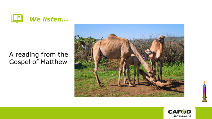 We listen...
A reading from the
Gospel of Matthew
CAFOD